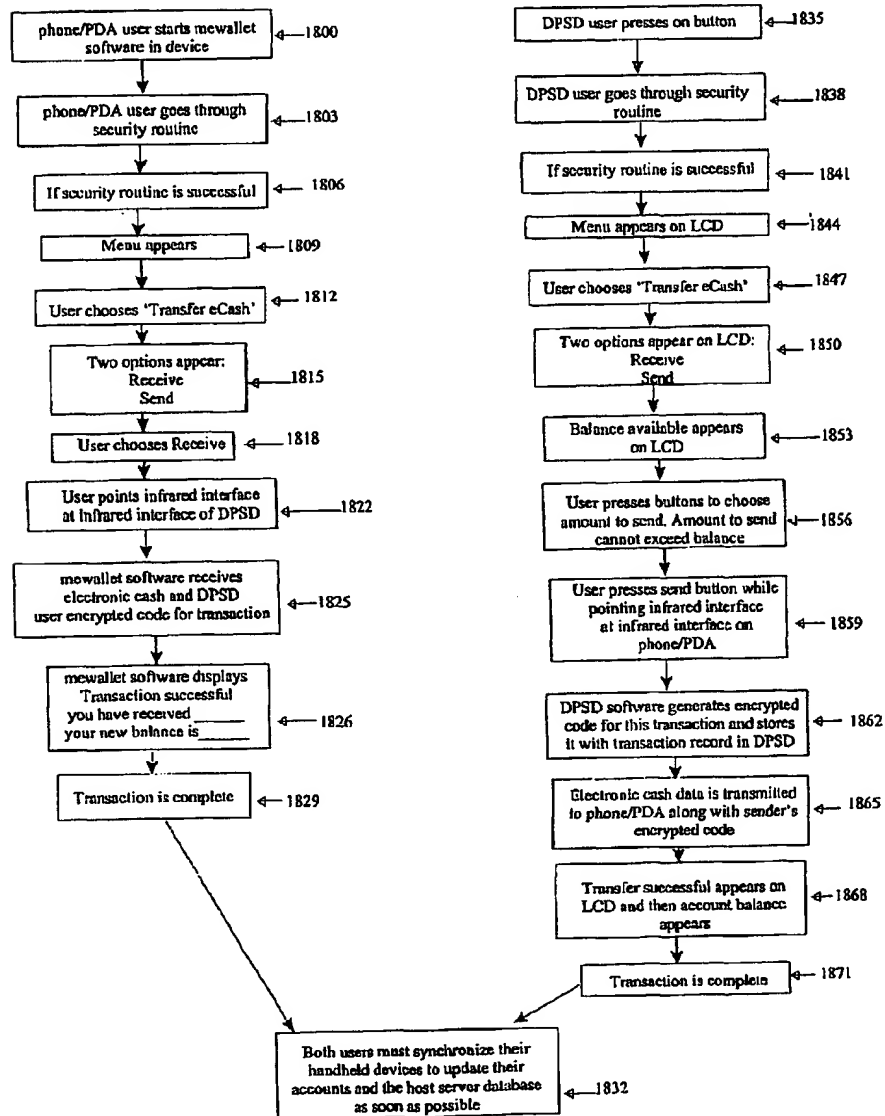 phone/PDA user starts mewallet
software in device
1800
phone/PDA user goes through
security routine
1803
If security routine is successful
1806
Menu appears
1809
User chooses 'Transfer eCash'
1812
Two options appear:
Receive
Send
1815
User chooses Receive
1818
User points infrared interface
at infrared interface of DPSD
1822
mewallet software receives
electronic cash and DPSD
user encrypted code for transaction
1825
mewallet software displays
Transaction successful
you have received ______
your new balance is______
1826
Transaction is complete
1829
DPSD user presses on button
1835
DPSD user goes through security
routine
1838
If security routine is successful
1841
Menu appears on LCD
1844
User chooses 'Transfer eCash'
1847
Two options appear on LCD:
Receive
Send
1850
Balance available appears
on LCD
1853
User presses buttons to choose
amount to send. Amount to send
cannot exceed balance
1856
User presses send button while
pointing infrared interface
at infrared interface on
phone/PDA
1859
DPSD software generates encrypted
code for this transaction and stores
it with transaction record in DPSD
1862
Electronic cash data is transmitted
to phone/PDA along with sender's
encrypted code
1865
Transfer successful appears on
LCD and then account balance
appears
1868
Transaction is complete
1871
Both users must synchronize their
handheld devices to update their
accounts and the host server database
as soon as possible
1832